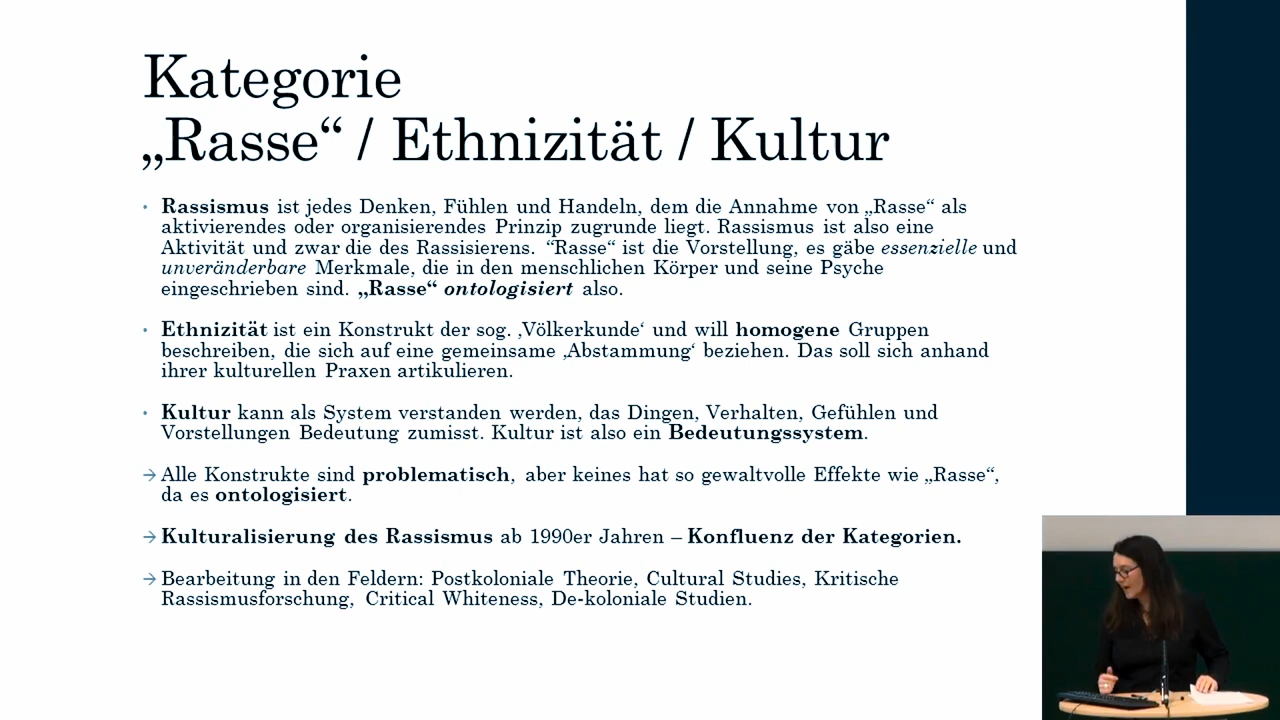 Kategorie
„Rasse“ / Ethnizität / Kultur
• Rassismus ist jedes Denken, Fühlen und Handeln, dem die Annahme von „Rasse“ als
aktivierendes oder organisierendes Prinzip zugrunde liegt. Rassismus ist also eine
Aktivität und zwar die des Rassisierens. “Rasse“ ist die Vorstellung, es gäbe essenzielle und
unveränderbare Merkmale, die in den menschlichen Körper und seine Psyche
eingeschrieben sind. „Rasse“ ontologisiert also.
• Ethnizität ist ein Konstrukt der sog. ‚Völkerkunde‘ und will homogene Gruppen
beschreiben, die sich auf eine gemeinsame ‚Abstammung‘ beziehen. Das soll sich anhand
ihrer kulturellen Praxen artikulieren.
• Kultur kann als System verstanden werden, das Dingen, Verhalten, Gefühlen und
Vorstellungen Bedeutung zumisst. Kultur ist also ein Bedeutungssystem.
→ Alle Konstrukte sind problematisch, aber keines hat so gewaltvolle Effekte wie „Rasse“,
da es ontologisiert.
→ Kulturalisierung des Rassismus ab 1990er Jahren – Konfluenz der Kategorien.
→ Bearbeitung in den Feldern: Postkoloniale Theorie, Cultural Studies, Kritische
Rassismusforschung, Critical Whiteness, De-koloniale Studien.